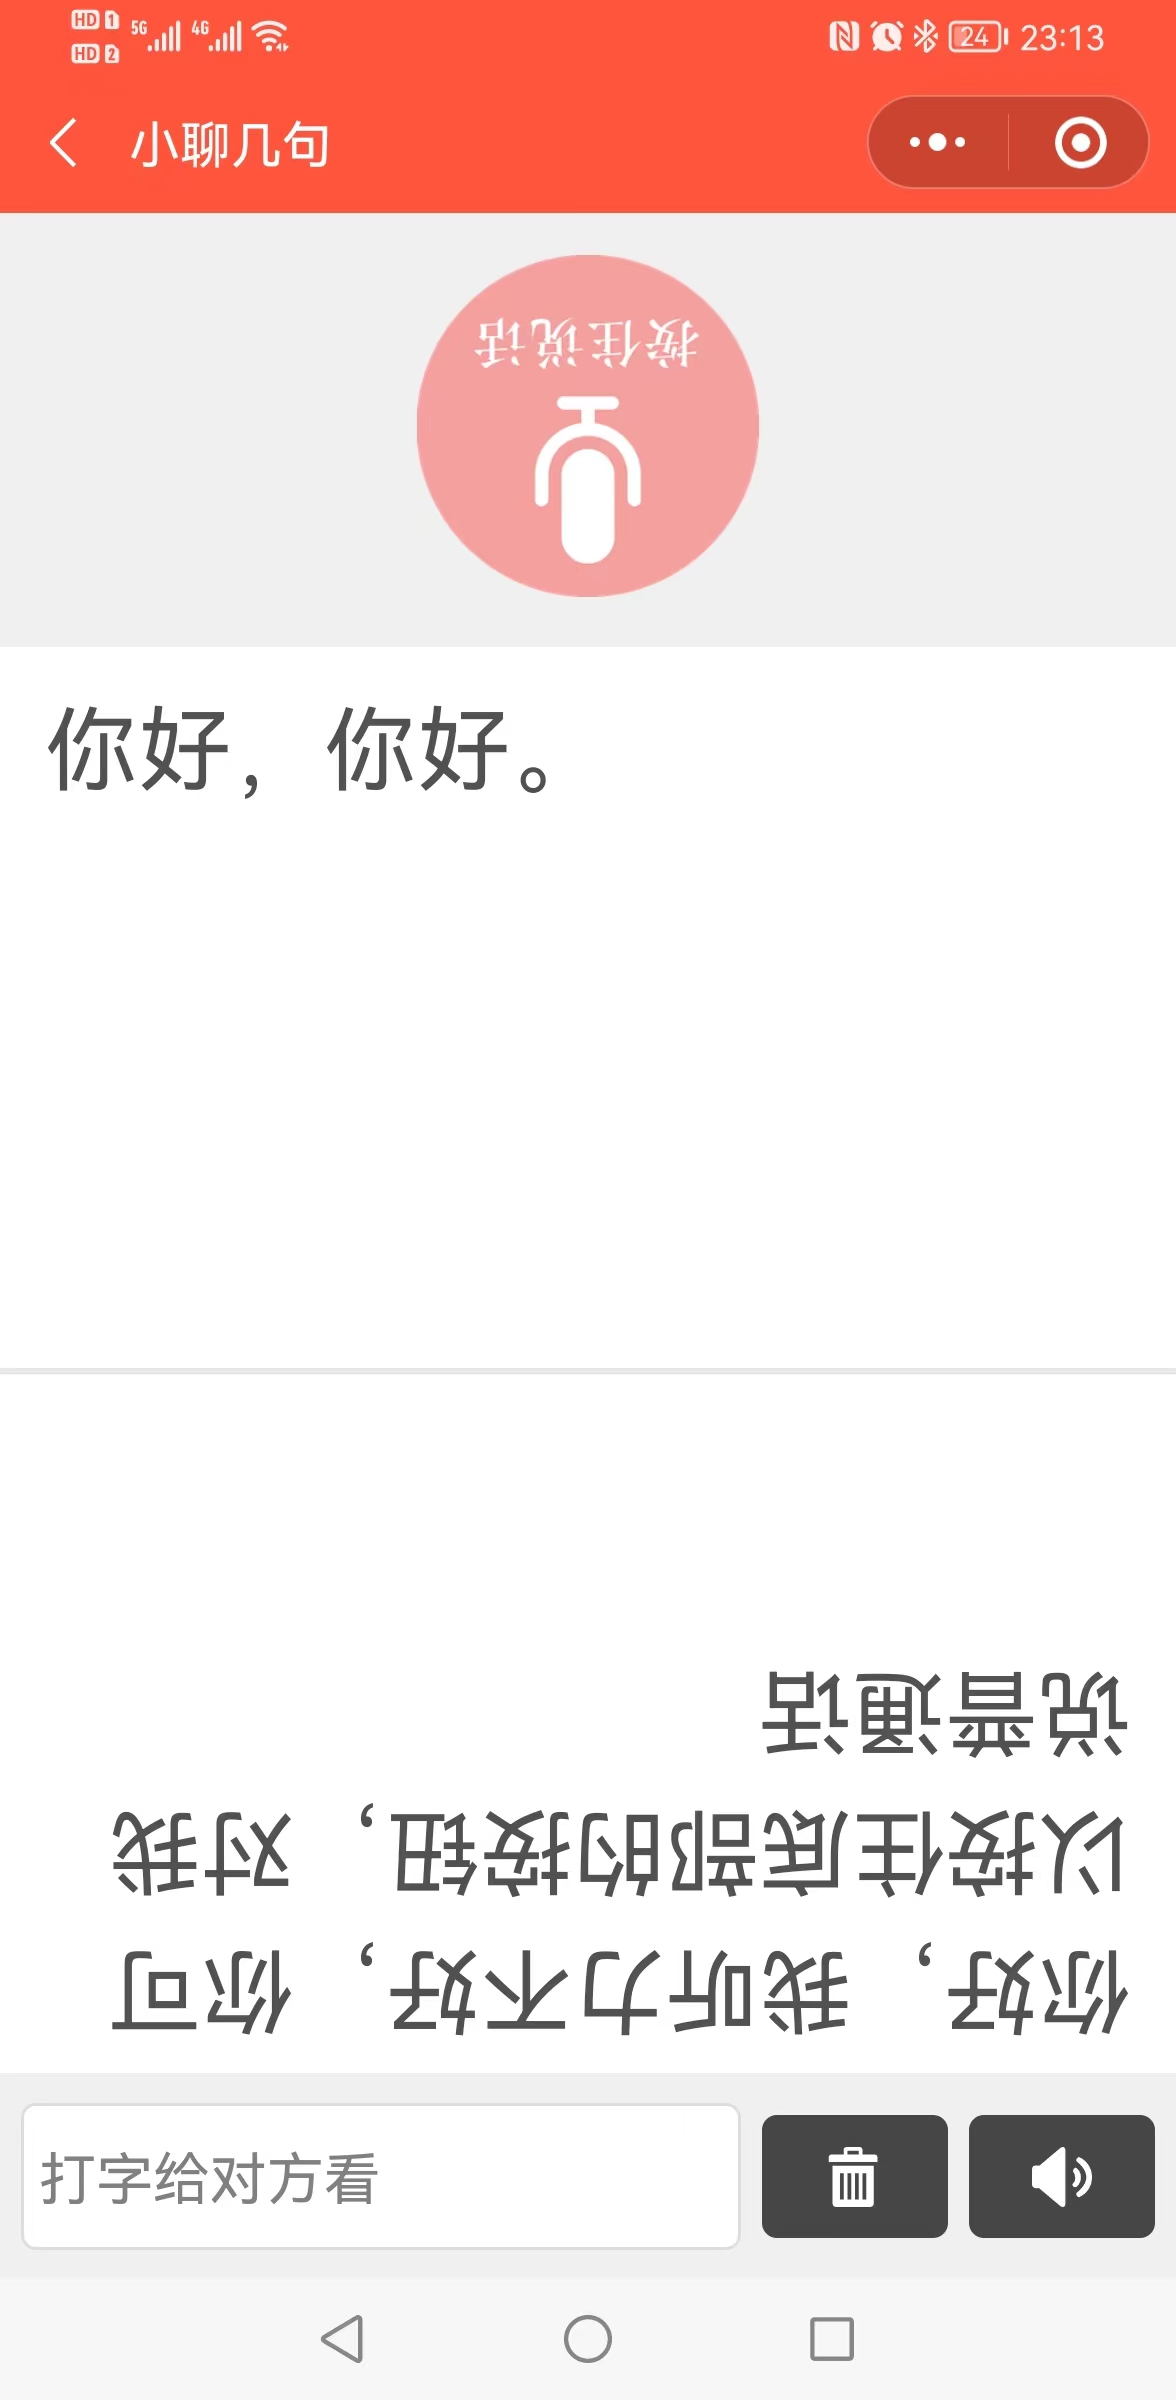 HD 1 5G 4G
HD 2
24 23:13
小聊几句
按住说话
你好，你好。
你好，我听力不好，你可
以按住底部的按钮，对我
说普通话
打字给对方看